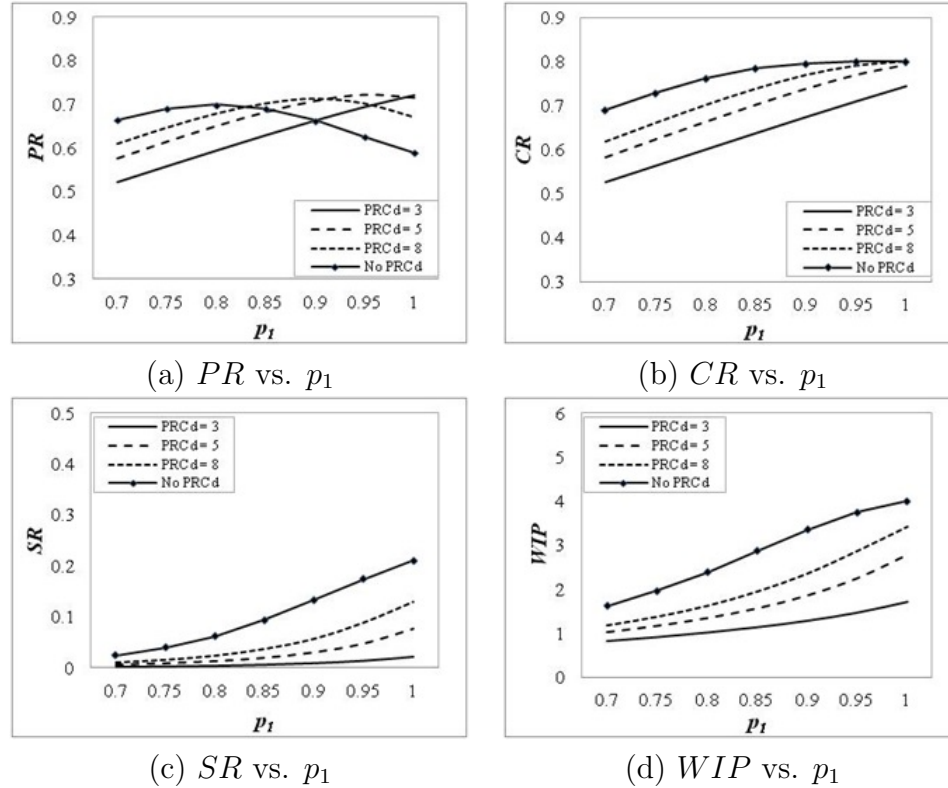 0.9
0.8
0.7
0.6
0.5
0.4
0.3
PR
PRCd= 3
PRCd= 5
PRCd= 8
No PRCd
0.7 0.75 0.8 0.85 0.9 0.95 1
p1
(a) PR vs. p1
0.9
0.8
0.7
0.6
0.5
0.4
0.3
CR
PRCd= 3
PRCd= 5
PRCd= 8
No PRCd
0.7 0.75 0.8 0.85 0.9 0.95 1
p1
(b) CR vs. p1
0.5
0.4
0.3
0.2
0.1
0
SR
PRCd= 3
PRCd= 5
PRCd= 8
No PRCd
0.7 0.75 0.8 0.85 0.9 0.95 1
p1
(c) SR vs. p1
6
5
4
3
2
1
0
WIP
PRCd= 3
PRCd= 5
PRCd= 8
No PRCd
0.7 0.75 0.8 0.85 0.9 0.95 1
p1
(d) WIP vs. p1